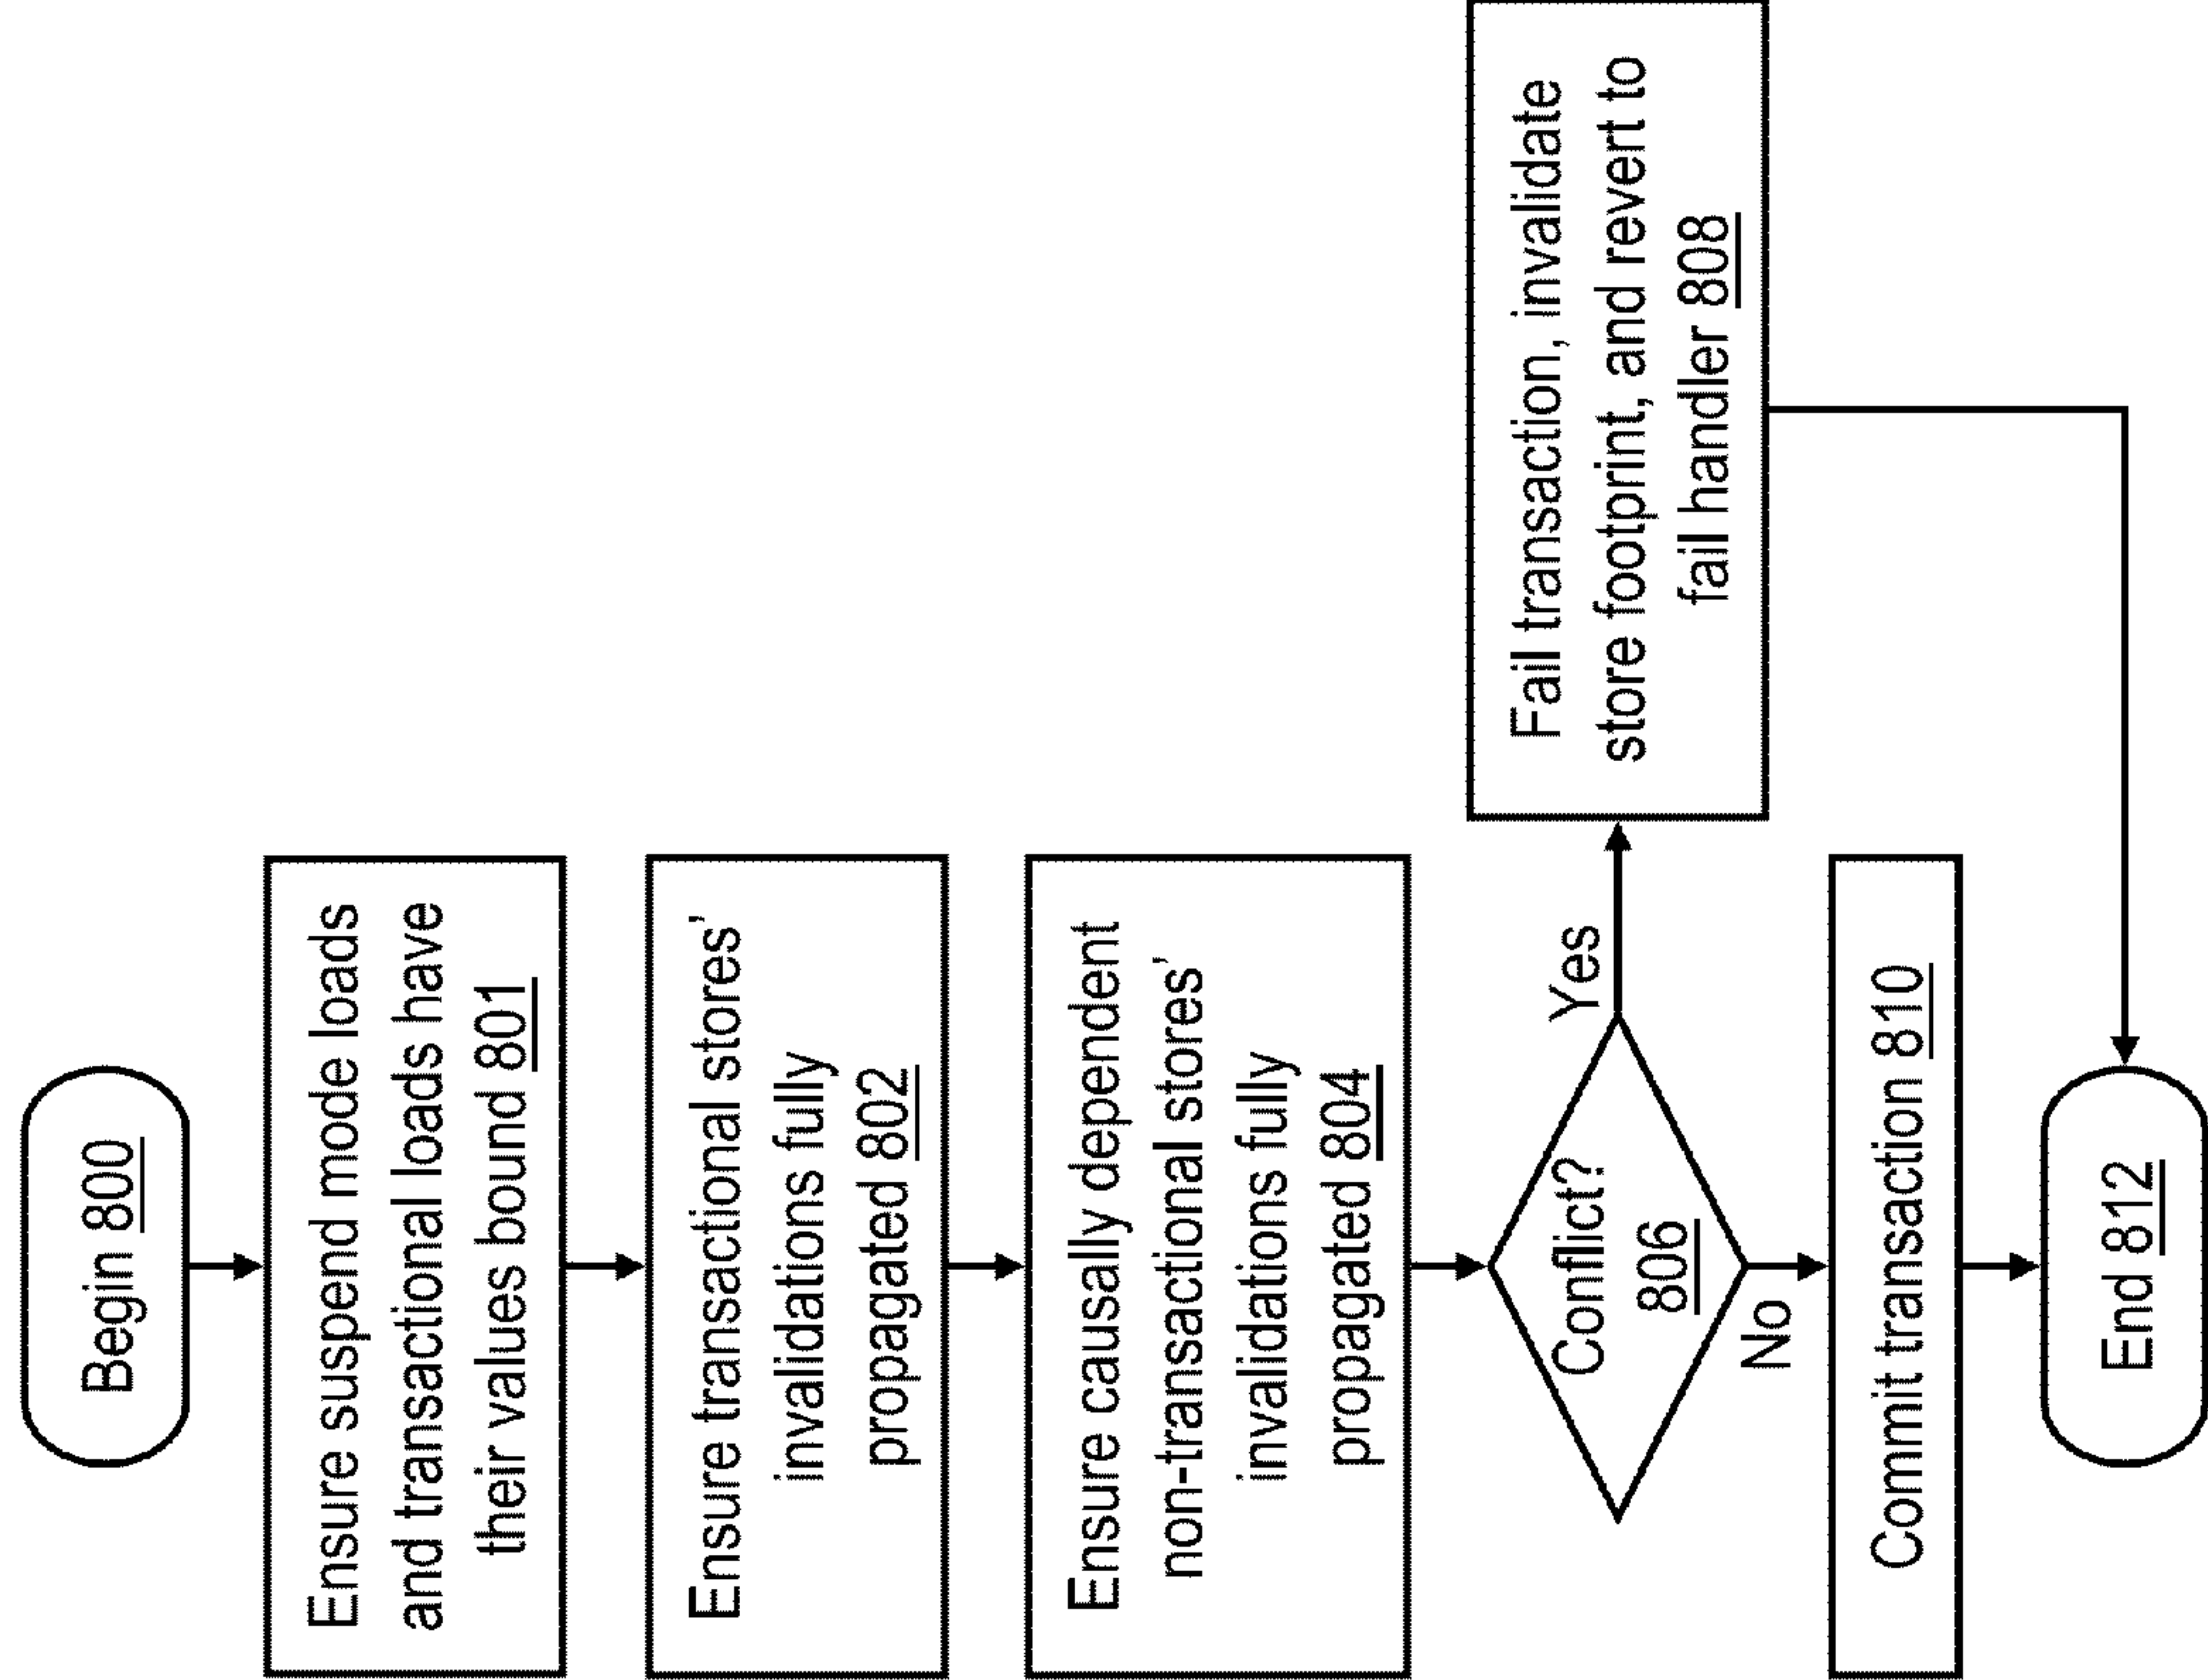 Begin 800
Ensure suspend mode loads
and transactional loads have
their values bound 801
Ensure transactional stores’
invalidations fully
propagated 802
Ensure causally dependent
non-transactional stores’
invalidations fully
propagated 804
Conflict?
806
Yes
Fail transaction, invalidate
store footprint, and revert to
fail handler 808
No
Commit transaction 810
End 812